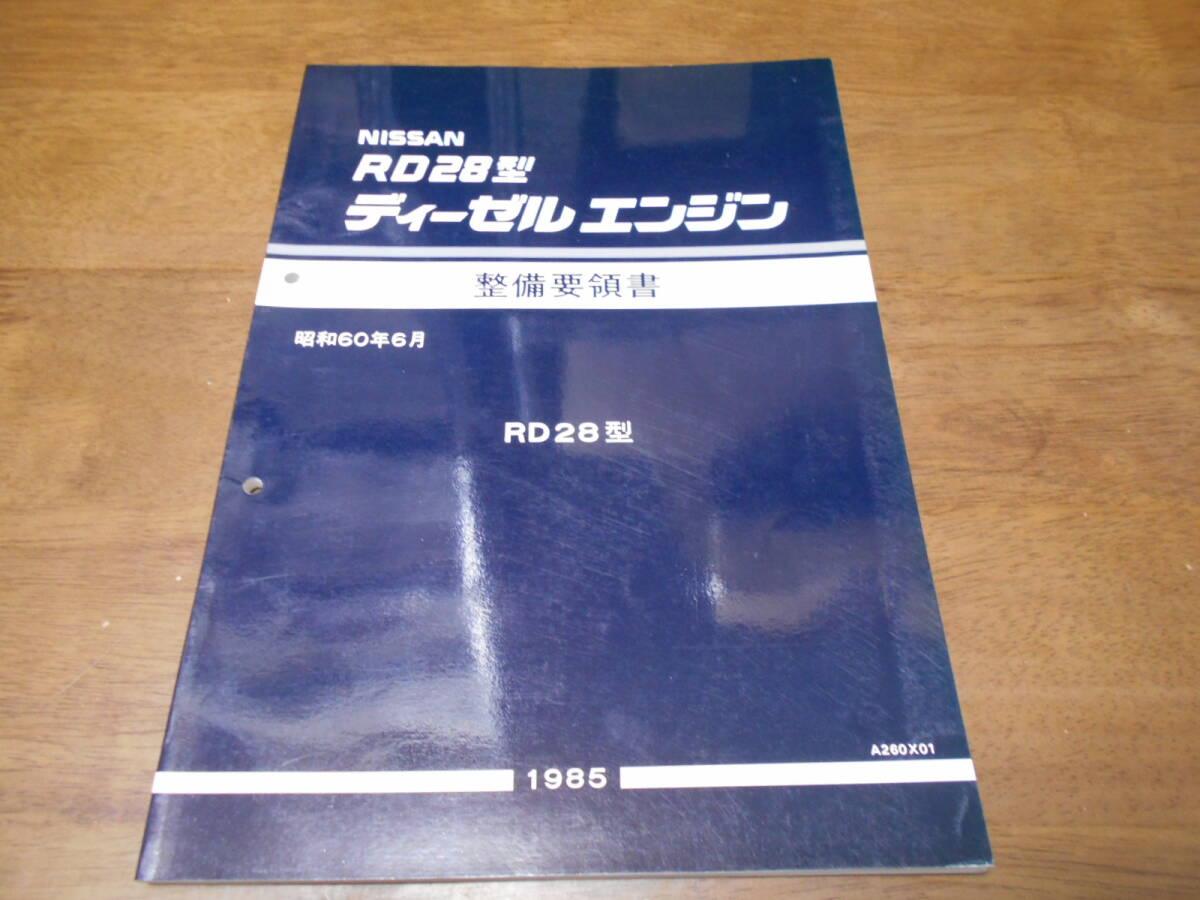 NISSAN
RD28型
ディーゼル エンジン
整備要領書
昭和60年6月
RD28型
A260X01
1985